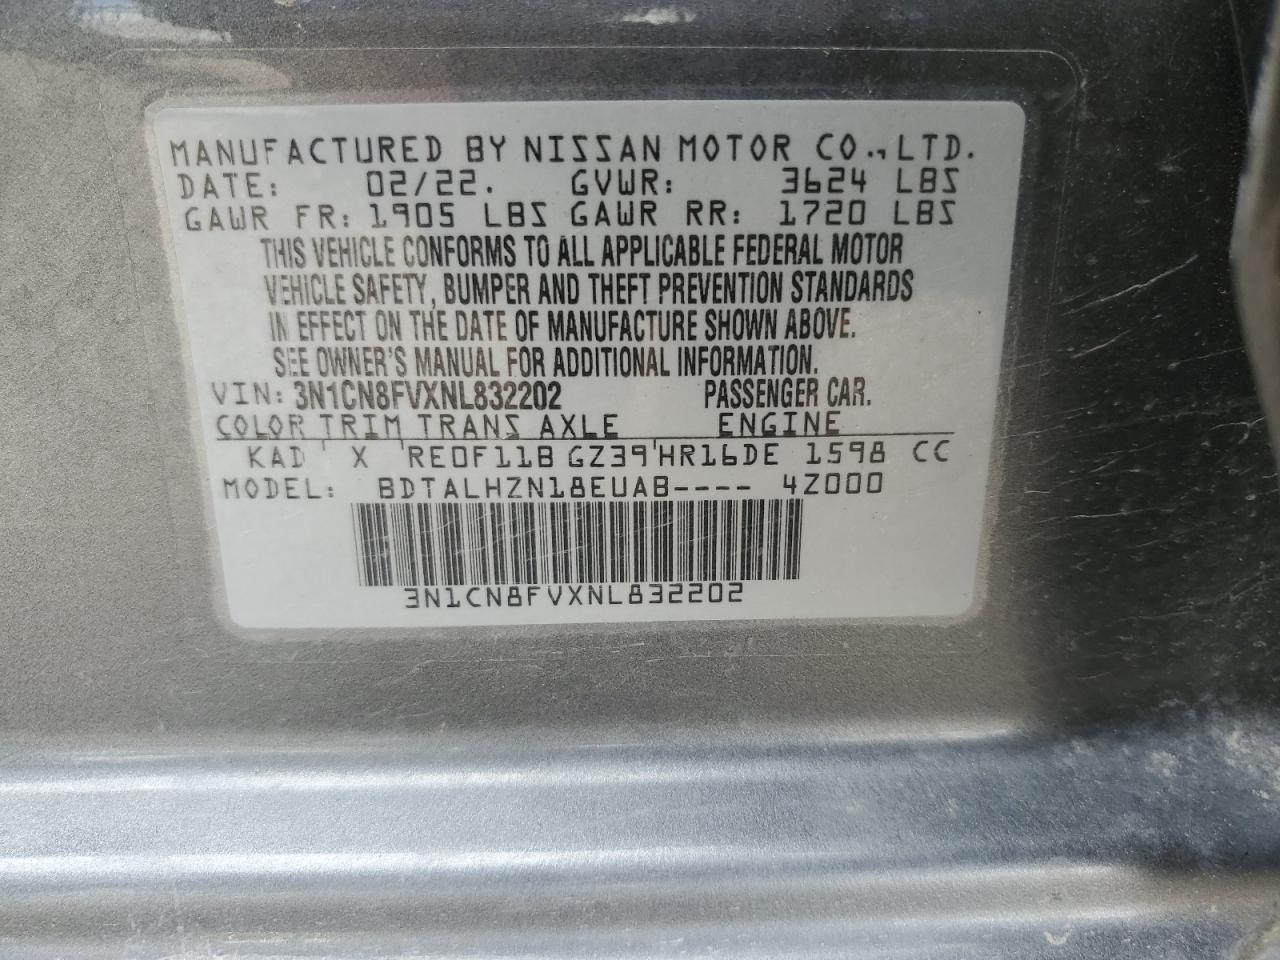 MANUFACTURED BY NISSAN MOTOR CO., LTD.
DATE: 02/22. GVWR: 3624 LBS
GAWR FR: 1905 LBS GAWR RR: 1720 LBS
THIS VEHICLE CONFORMS TO ALL APPLICABLE FEDERAL MOTOR
VEHICLE SAFETY, BUMPER AND THEFT PREVENTION STANDARDS
IN EFFECT ON THE DATE OF MANUFACTURE SHOWN ABOVE.
SEE OWNER'S MANUAL FOR ADDITIONAL INFORMATION.
VIN: 3N1CN8FVXNL832202 PASSENGER CAR.
COLOR TRIM TRANS AXLE ENGINE
KAD X RE0F11B GZ39 HR16DE 1598 CC
MODEL: BDTALHZN18EUAB---- 4Z000
3N1CN8FVXNL832202